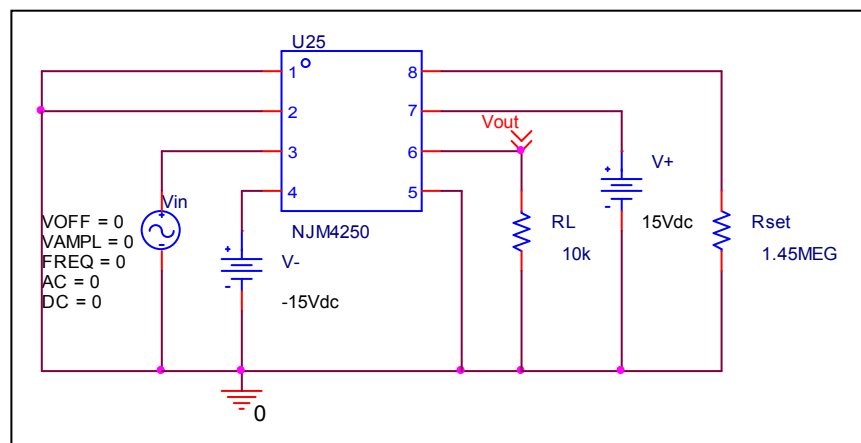 U25
1
2
3
4
8
7
6
5
NJM4250
Vout
V+
15Vdc
RL
10k
Rset
1.45MEG
Vin
VOFF = 0
VAMPL = 0
FREQ = 0
AC = 0
DC = 0
V-
-15Vdc
0